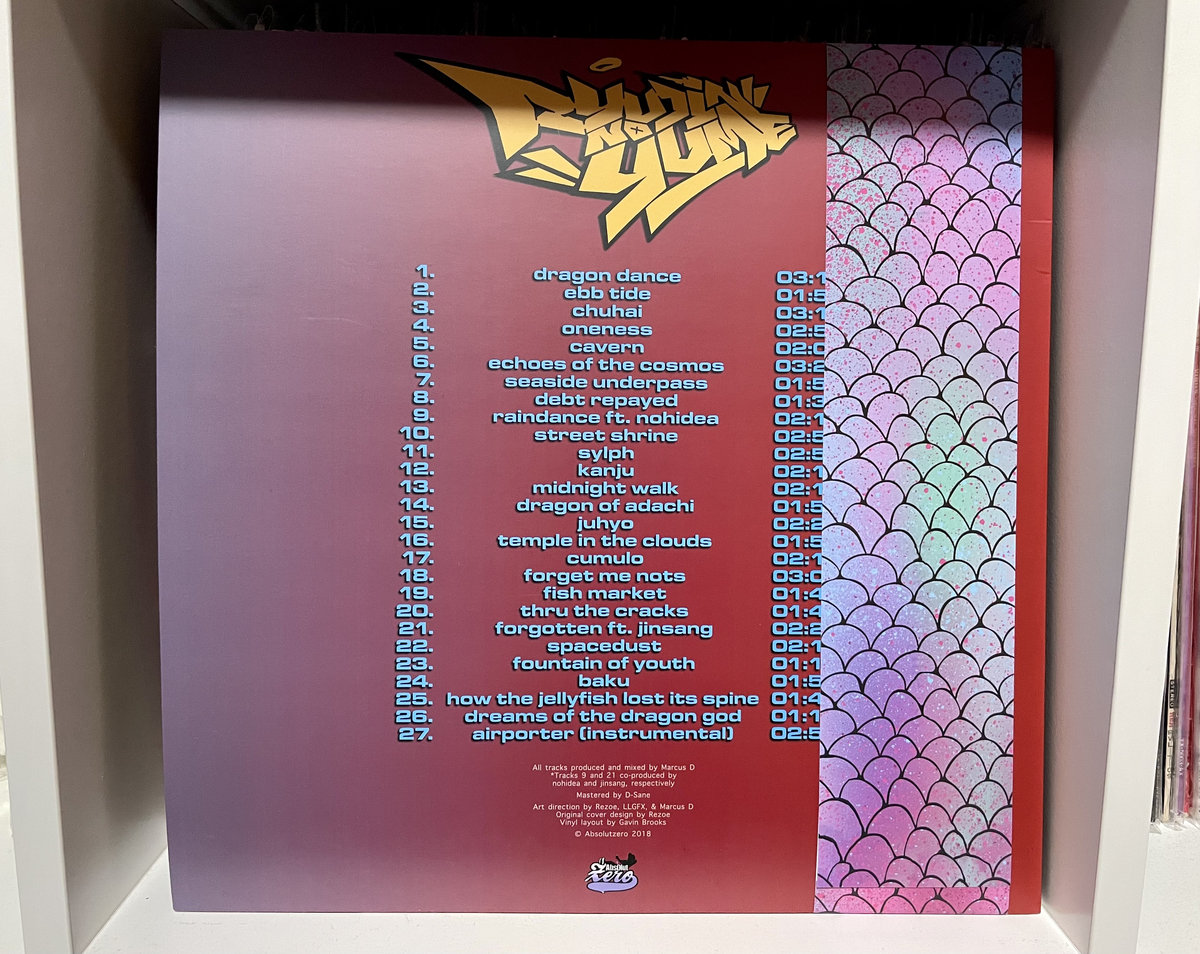 RYUJIN
NO
YUME
1. dragon dance 03:1
2. ebb tide 01:5
3. chuhai 03:1
4. oneness 02:5
5. cavern 02:0
6. echoes of the cosmos 03:2
7. seaside underpass 01:5
8. debt repayed 01:3
9. raindance ft. nohidea 02:1
10. street shrine 02:5
11. sylph 02:5
12. kanju 02:1
13. midnight walk 02:1
14. dragon of adachi 01:5
15. juhyo 02:2
16. temple in the clouds 01:5
17. cumulo 02:1
18. forget me nots 03:0
19. fish market 01:4
20. thru the cracks 01:4
21. forgotten ft. jinsang 02:2
22. spacedust 02:1
23. fountain of youth 01:1
24. baku 01:5
25. how the jellyfish lost its spine 01:4
26. dreams of the dragon god 01:1
27. airporter (instrumental) 02:5
All tracks produced and mixed by Marcus D
*Tracks 9 and 21 co-produced by
nohidea and jinsang, respectively
Mastered by D-Sane
Art direction by Rezoe, LLGFX, & Marcus D
Original cover design by Rezoe
Vinyl layout by Gavin Brooks
© Absolutzero 2018
Absolut
Zero